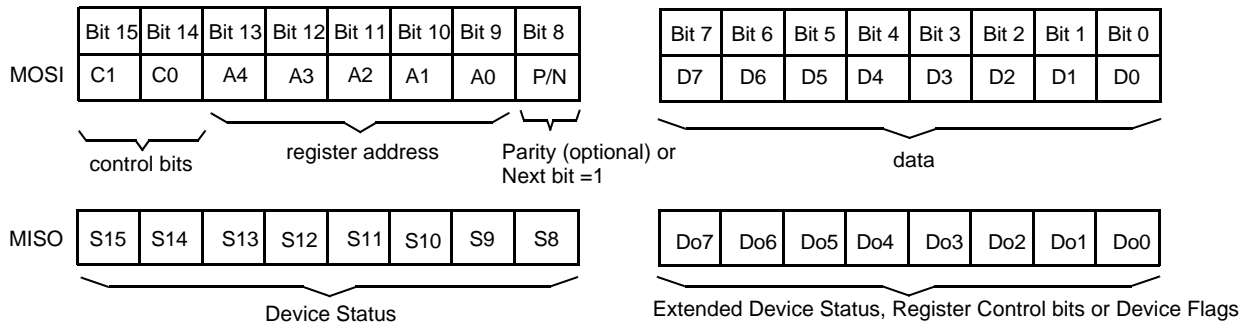 Bit 15 Bit 14 Bit 13 Bit 12 Bit 11 Bit 10 Bit 9 Bit 8 Bit 7 Bit 6 Bit 5 Bit 4 Bit 3 Bit 2 Bit 1 Bit 0
MOSI C1 C0 A4 A3 A2 A1 A0 P/N D7 D6 D5 D4 D3 D2 D1 D0
control bits register address Parity (optional) or data
Next bit =1
MISO S15 S14 S13 S12 S11 S10 S9 S8 Do7 Do6 Do5 Do4 Do3 Do2 Do1 Do0
Device Status Extended Device Status, Register Control bits or Device Flags